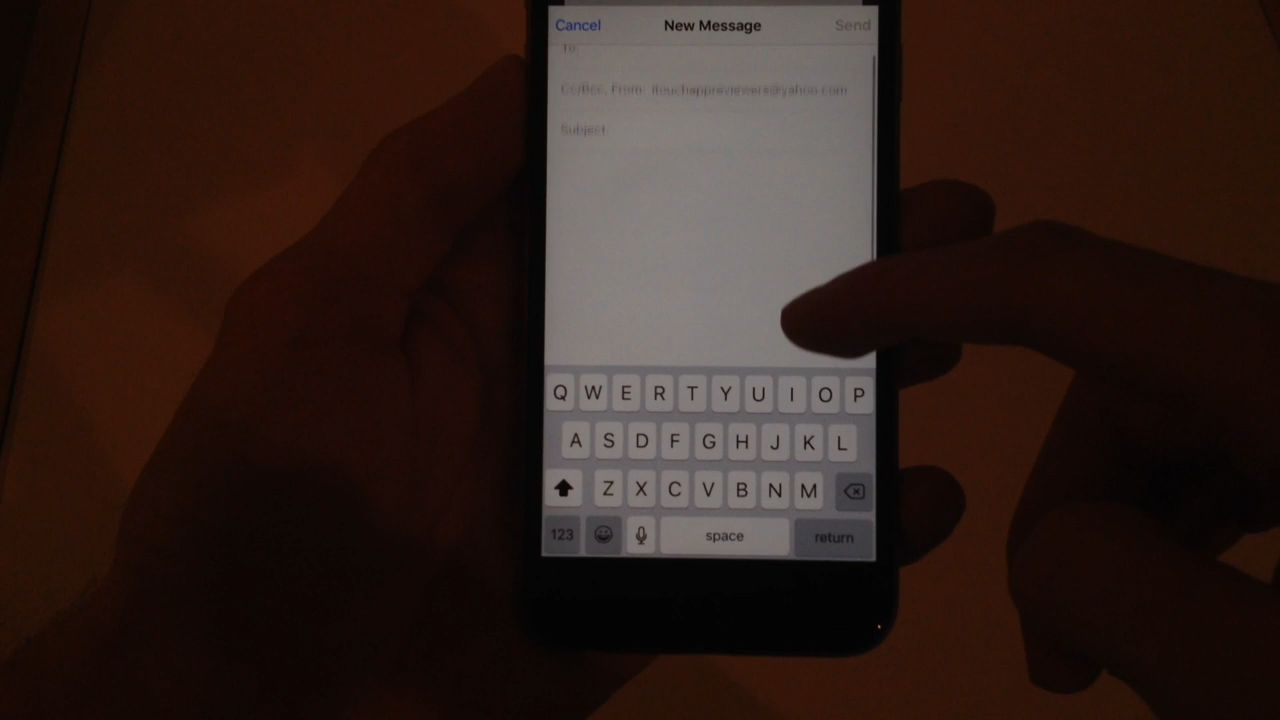 Cancel New Message Send
To:
Cc/Bcc, From: itouchappreviewers@yahoo.com
Subject:
Q W E R T Y U I O P
A S D F G H J K L
Z X C V B N M
123 space return